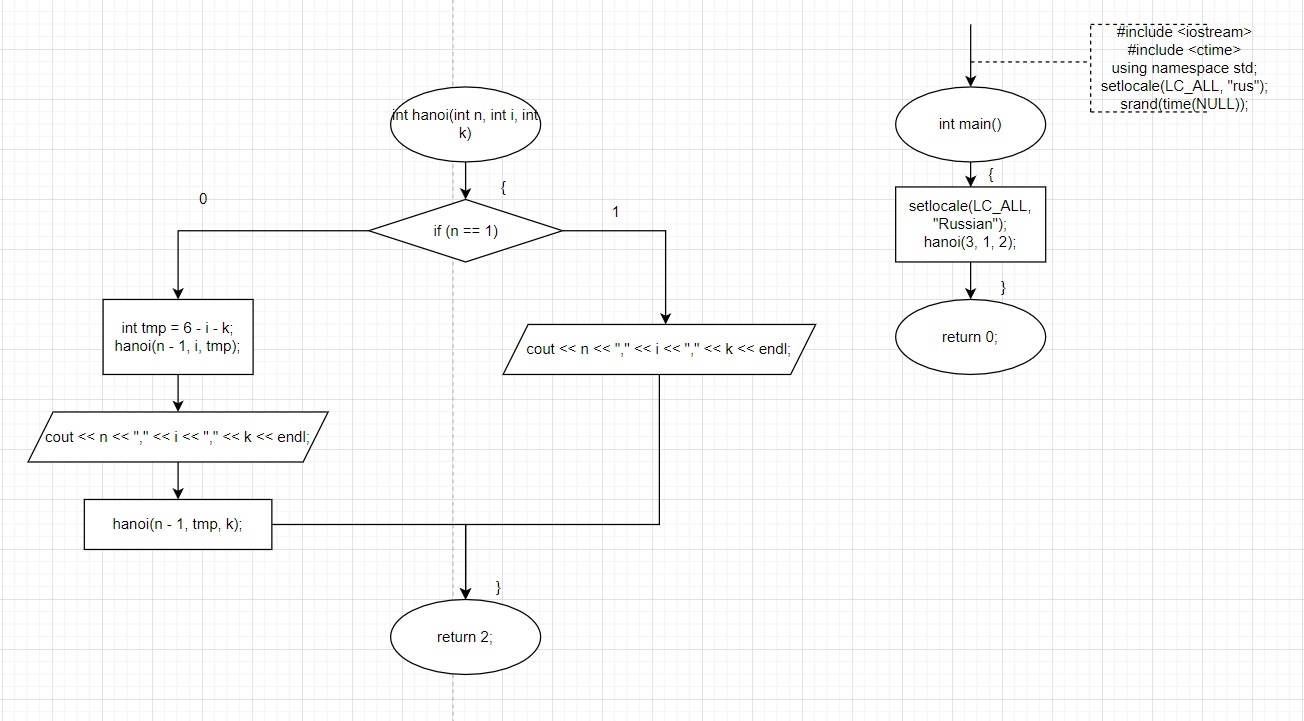 int hanoi(int n, int i, int
k)
{
0
1
if (n == 1)
int tmp = 6 - i - k;
hanoi(n - 1, i, tmp);
cout << n << "," << i << "," << k << endl;
cout << n << "," << i << "," << k << endl;
hanoi(n - 1, tmp, k);
}
return 2;
#include <iostream>
#include <ctime>
using namespace std;
setlocale(LC_ALL, "rus");
srand(time(NULL));
int main()
{
setlocale(LC_ALL,
"Russian");
hanoi(3, 1, 2);
}
return 0;